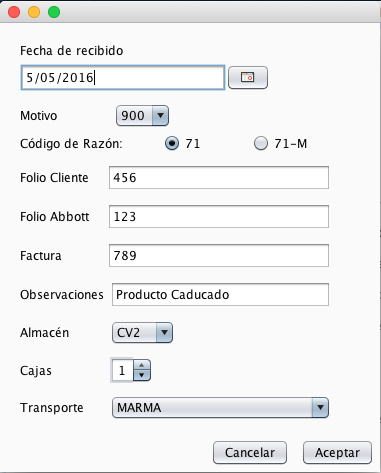 Fecha de recibido
5/05/2016
Motivo 900
Código de Razón: 71 71-M
Folio Cliente 456
Folio Abbott 123
Factura 789
Observaciones Producto Caducado
Almacén CV2
Cajas 1
Transporte MARMA
Cancelar Aceptar